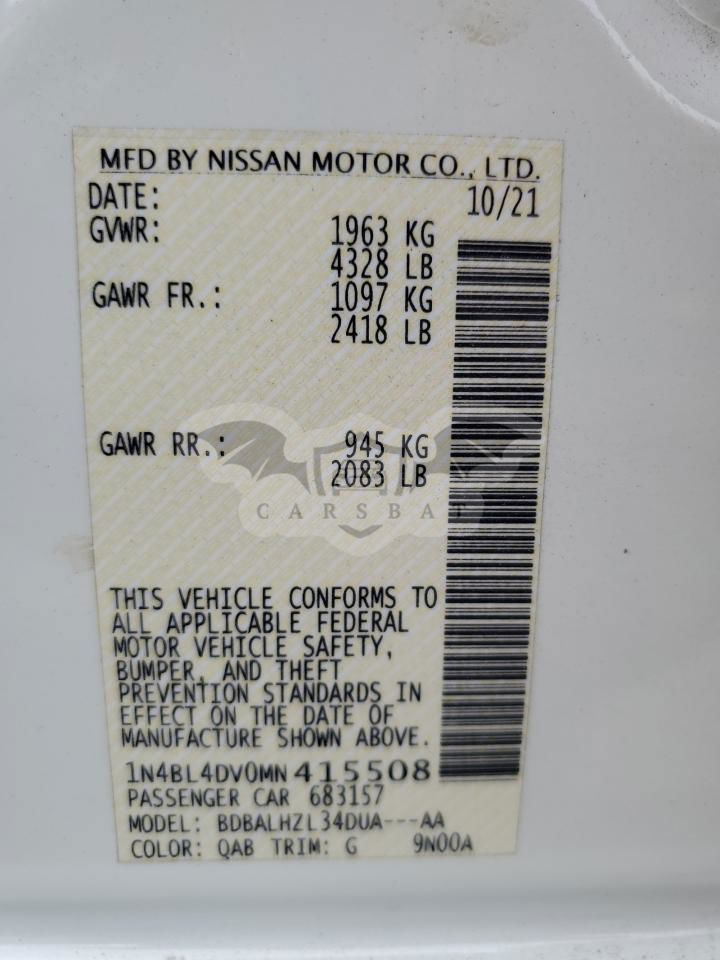 MFD BY NISSAN MOTOR CO., LTD.
DATE: 10/21
GVWR: 1963 KG
4328 LB
GAWR FR.: 1097 KG
2418 LB
GAWR RR.: 945 KG
2083 LB
CARSBAT
THIS VEHICLE CONFORMS TO
ALL APPLICABLE FEDERAL
MOTOR VEHICLE SAFETY,
BUMPER, AND THEFT
PREVENTION STANDARDS IN
EFFECT ON THE DATE OF
MANUFACTURE SHOWN ABOVE.
1N4BL4DV0MN415508
PASSENGER CAR 683157
MODEL: BDBALHZL34DUA---AA
COLOR: QAB TRIM: G 9N00A